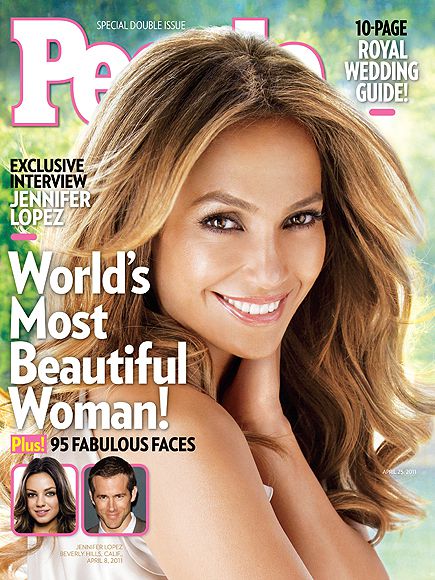 SPECIAL DOUBLE ISSUE
People
10-PAGE
ROYAL
WEDDING
GUIDE!
EXCLUSIVE
INTERVIEW
JENNIFER
LOPEZ
World's
Most
Beautiful
Woman!
Plus! 95 FABULOUS FACES
APRIL 25, 2011
JENNIFER LOPEZ
BEVERLY HILLS, CALIF.,
APRIL 8, 2011